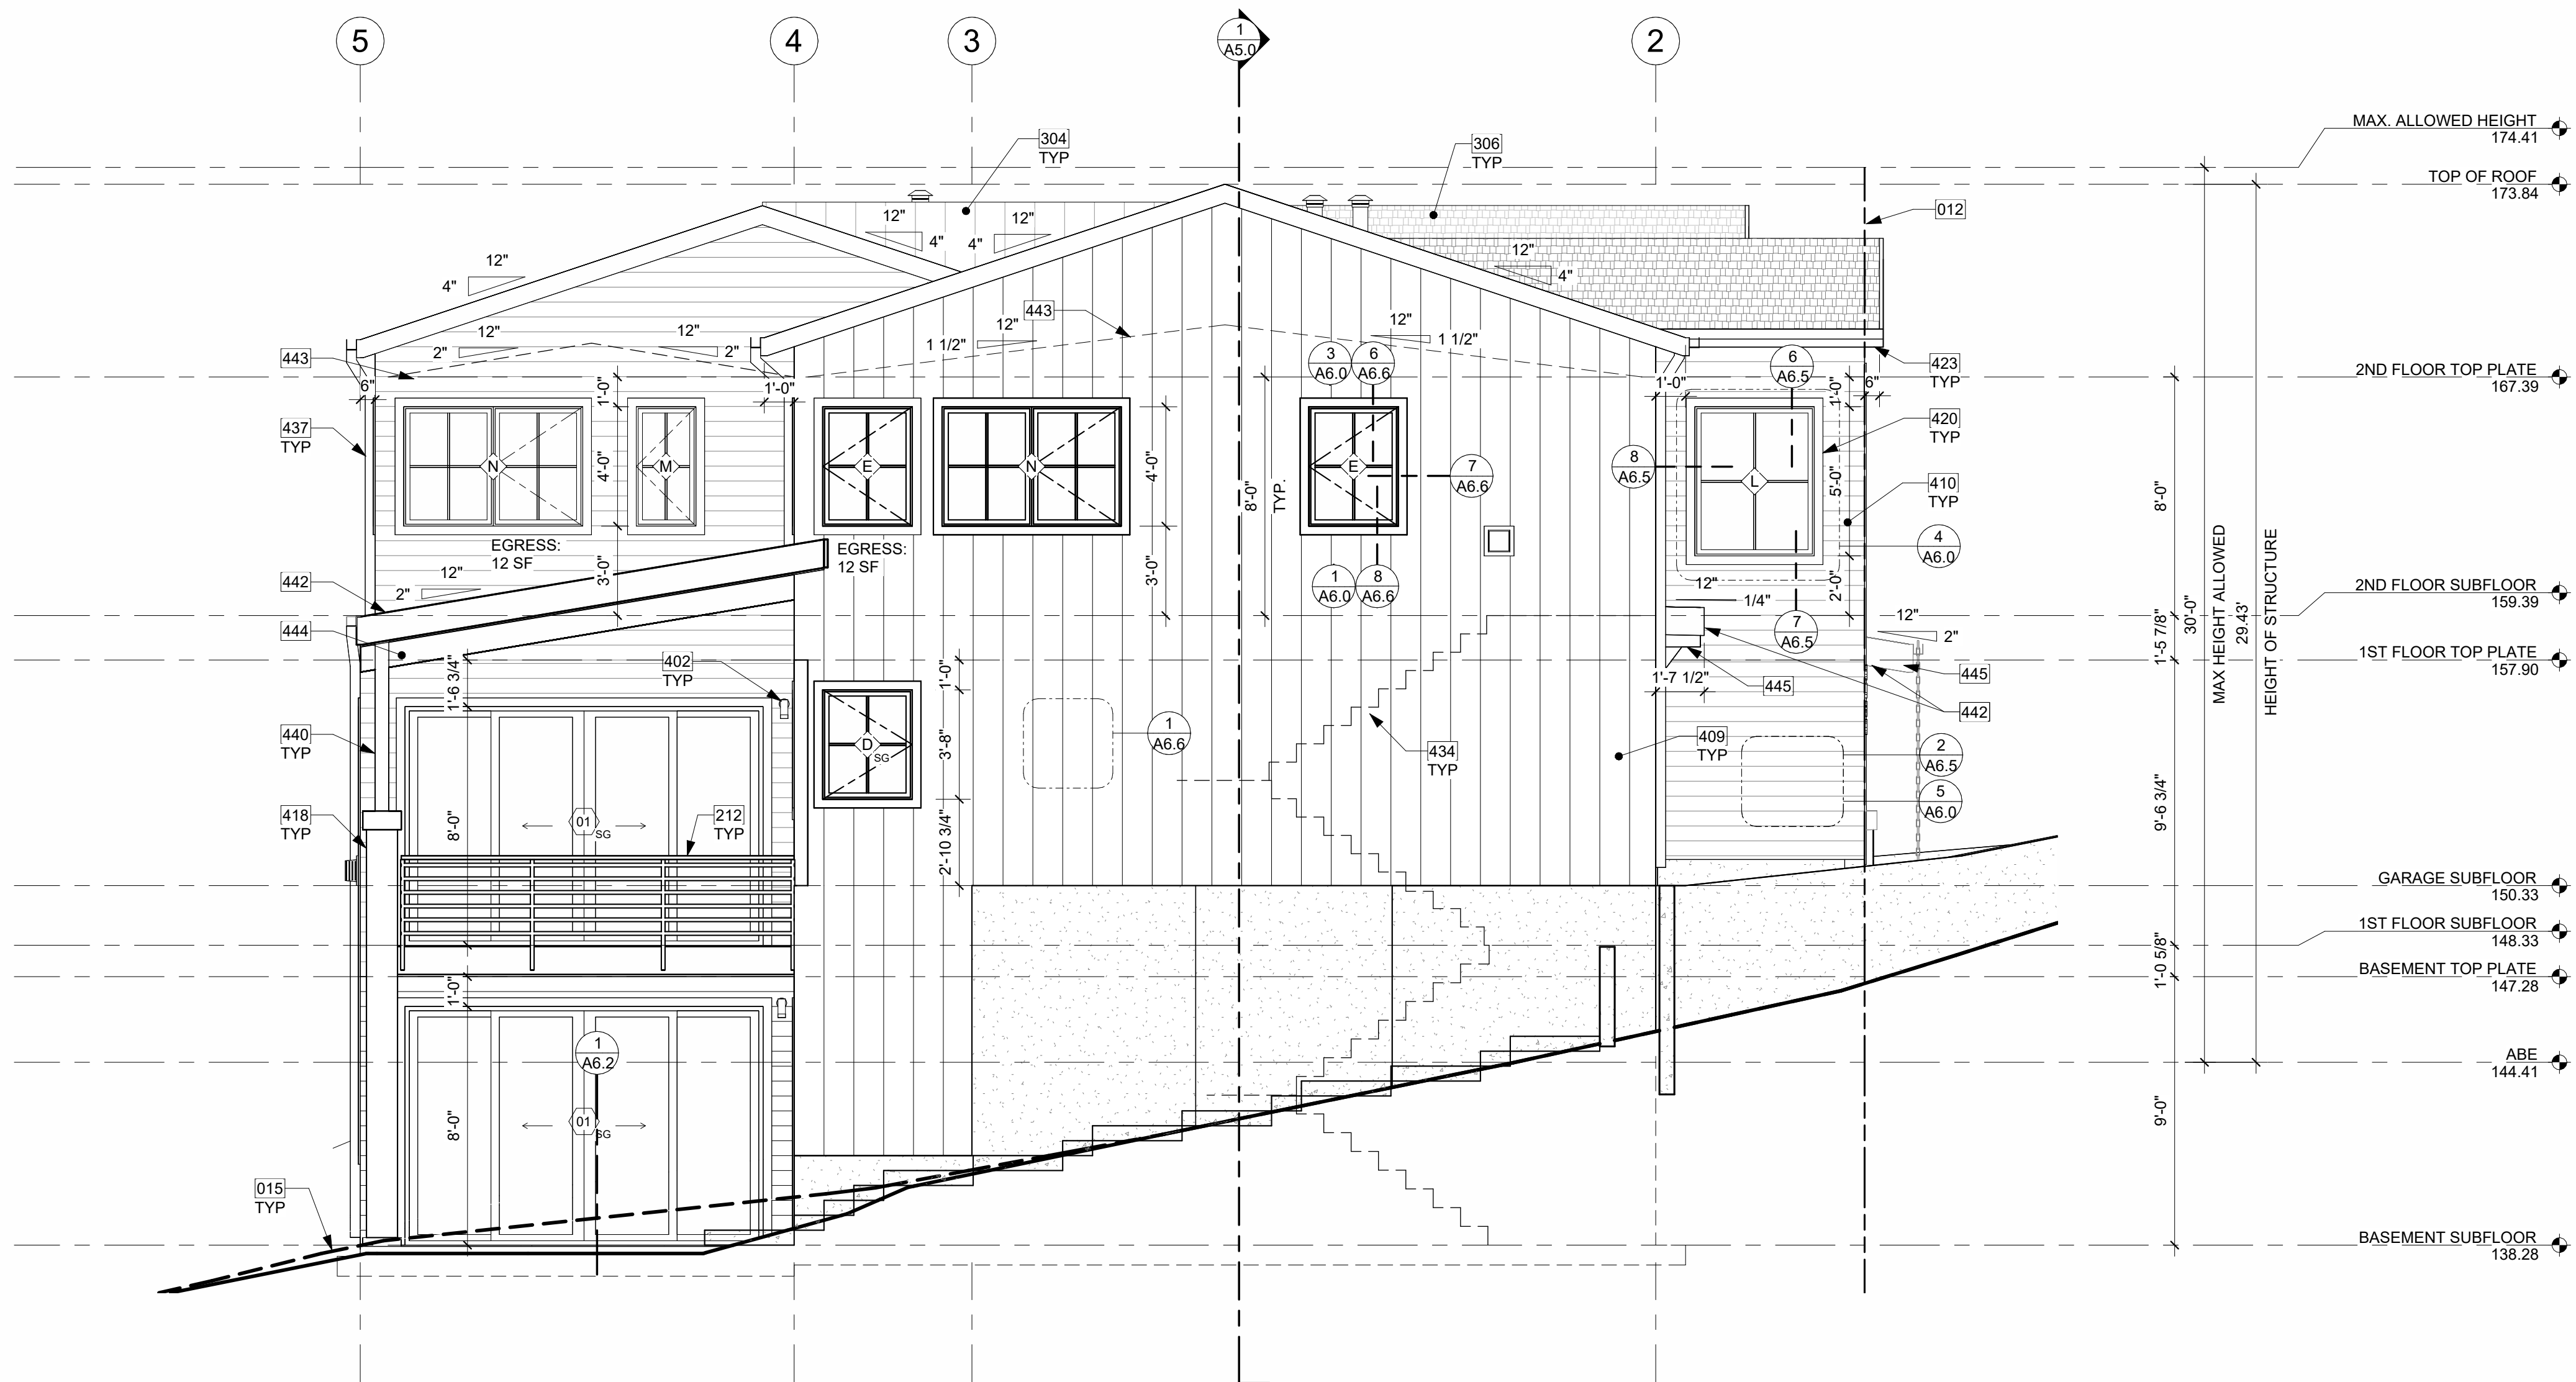 5
4
3
1
A5.0
2
304
TYP
306
TYP
012
MAX. ALLOWED HEIGHT
174.41
TOP OF ROOF
173.84
12"
4"
12"
4"
12"
4"
12"
4"
443
12"
1 1/2"
12"
1 1/2"
443
12"
2"
12"
2"
3
A6.0
6
A6.6
6
A6.5
423
TYP
2ND FLOOR TOP PLATE
167.39
6"
1'-0"
1'-0"
1'-0"
1'-0"
6"
437
TYP
420
TYP
N
M
E
N
E
L
4'-0"
4'-0"
8'-0"
TYP.
7
A6.6
8
A6.5
5'-0"
410
TYP
8'-0"
EGRESS:
12 SF
EGRESS:
12 SF
4
A6.0
442
12"
2"
3'-0"
3'-0"
1
A6.0
8
A6.6
12"
1/4"
2'-0"
7
A6.5
12"
2"
2ND FLOOR SUBFLOOR
159.39
MAX HEIGHT ALLOWED
30'-0"
29.43'
HEIGHT OF STRUCTURE
444
1'-6 3/4"
402
TYP
1'-0"
1'-7 1/2"
445
445
442
1'-5 7/8"
1ST FLOOR TOP PLATE
157.90
440
TYP
D
SG
3'-8"
1
A6.6
434
TYP
409
TYP
2
A6.5
5
A6.0
418
TYP
8'-0"
01
SG
212
TYP
2'-10 3/4"
9'-6 3/4"
GARAGE SUBFLOOR
150.33
1ST FLOOR SUBFLOOR
148.33
1'-0 5/8"
BASEMENT TOP PLATE
147.28
1'-0"
1
A6.2
ABE
144.41
8'-0"
01
SG
9'-0"
015
TYP
BASEMENT SUBFLOOR
138.28